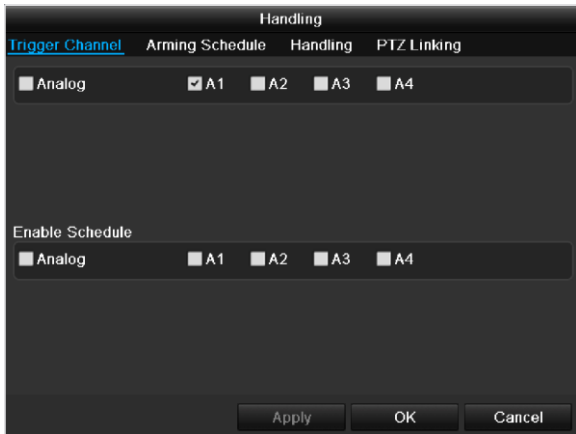 Handling
Trigger Channel Arming Schedule Handling PTZ Linking
Analog A1 A2 A3 A4
Enable Schedule
Analog A1 A2 A3 A4
Apply OK Cancel